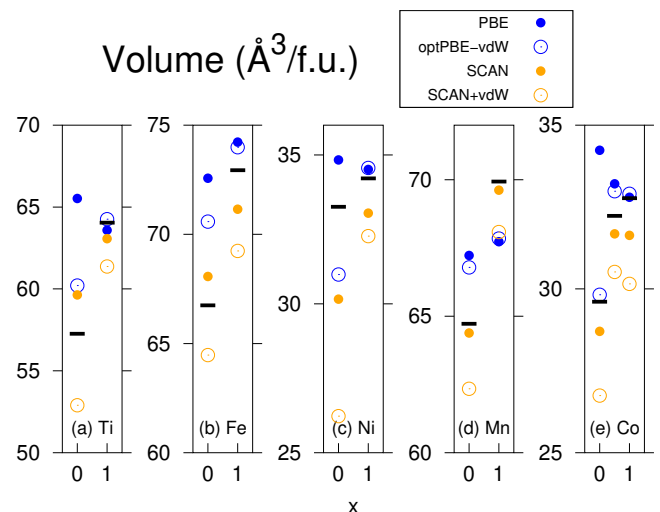 Volume (Å3/f.u.)
PBE
optPBE−vdW
SCAN
SCAN+vdW
70
65
60
55
50
(a) Ti
0 1
75
70
65
60
(b) Fe
0 1
35
30
25
(c) Ni
0 1
70
65
60
(d) Mn
0 1
35
30
25
(e) Co
0 1
x